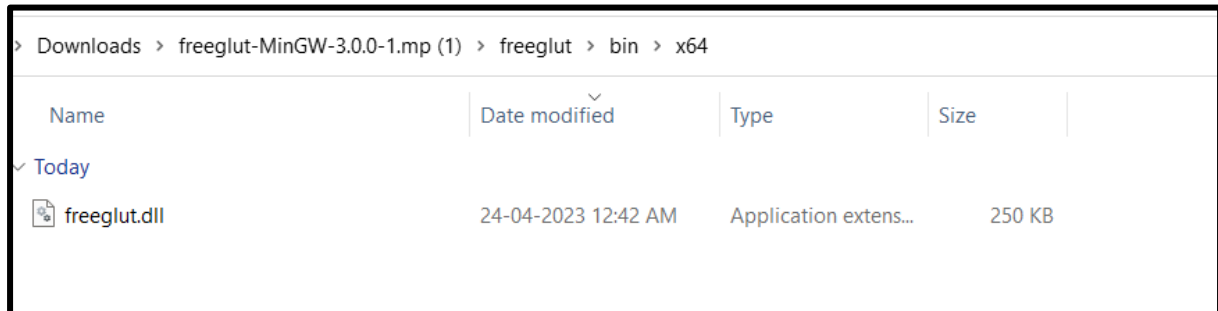 > Downloads > freeglut-MinGW-3.0.0-1.mp (1) > freeglut > bin > x64
Name Date modified Type Size
Today
freeglut.dll 24-04-2023 12:42 AM Application extens... 250 KB